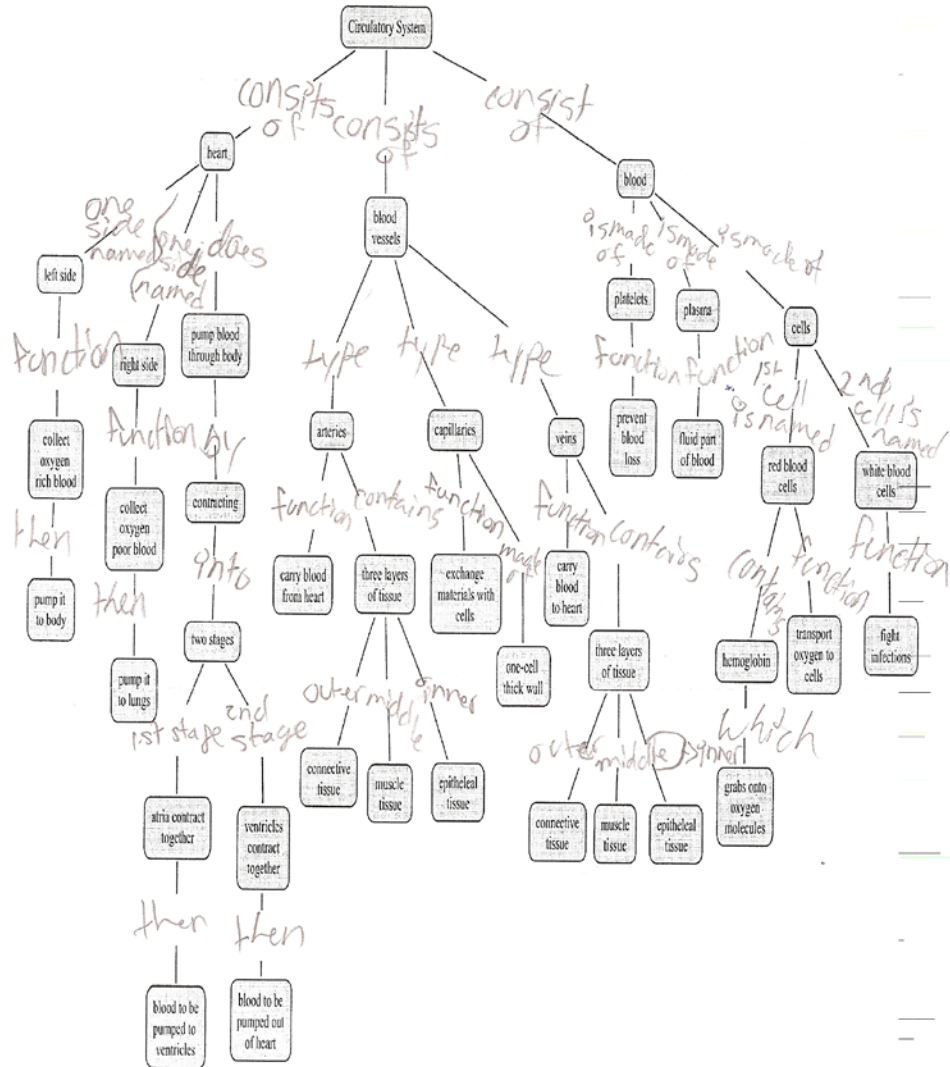 Circulatory System
consits
of
consits
of
consist
of
heart
blood
vessels
blood
one
side
named
one
side
named
does
is made
of
is made
of
is made of
left side
right side
pump blood
through body
platelets
plasma
cells
function
function
by
type
type
type
function
function
1st
cell
is named
2nd
cell is
named
collect
oxygen
rich blood
collect
oxygen
poor blood
contracting
arteries
capillaries
veins
prevent
blood
loss
fluid part
of blood
red blood
cells
white blood
cells
then
then
into
function
contains
function
made
of
function
contains
contains
function
function
pump it
to body
pump it
to lungs
two stages
carry blood
from heart
three layers
of tissue
exchange
materials with
cells
one-cell
thick wall
carry
blood
to heart
three layers
of tissue
hemoglobin
transport
oxygen to
cells
fight
infections
1st stage
2nd
stage
outer
middle
inner
outer
middle
inner
which
atria contract
together
ventricles
contract
together
connective
tissue
muscle
tissue
epitheleal
tissue
connective
tissue
muscle
tissue
epitheleal
tissue
grabs onto
oxygen
molecules
then
then
blood to be
pumped to
ventricles
blood to be
pumped out
of heart